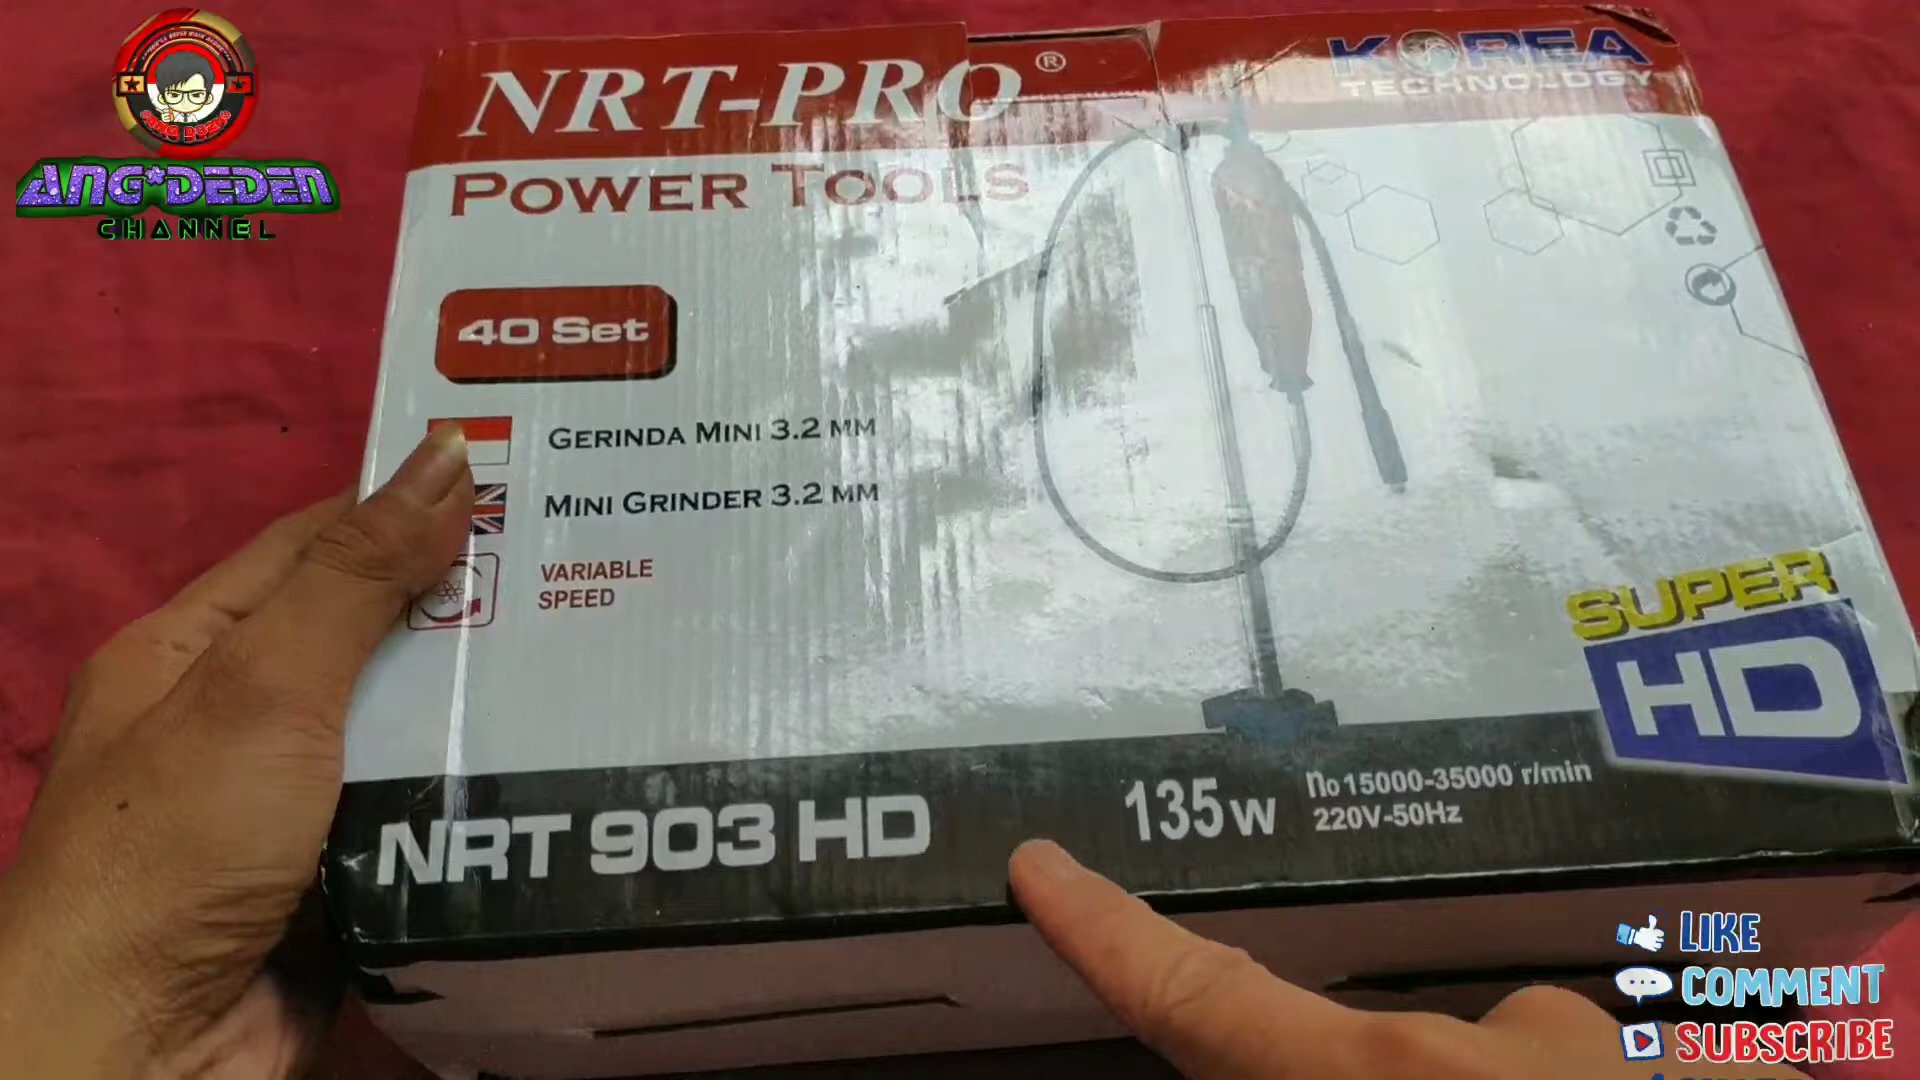 ANG*DEDEN
CHANNEL
NRT-PRO®
KOREA
TECHNOLOGY
POWER TOOLS
40 Set
GERINDA MINI 3.2 MM
MINI GRINDER 3.2 MM
VARIABLE
SPEED
SUPER
HD
NRT 903 HD
135W
no 15000-35000 r/min
220V-50Hz
LIKE
COMMENT
SUBSCRIBE